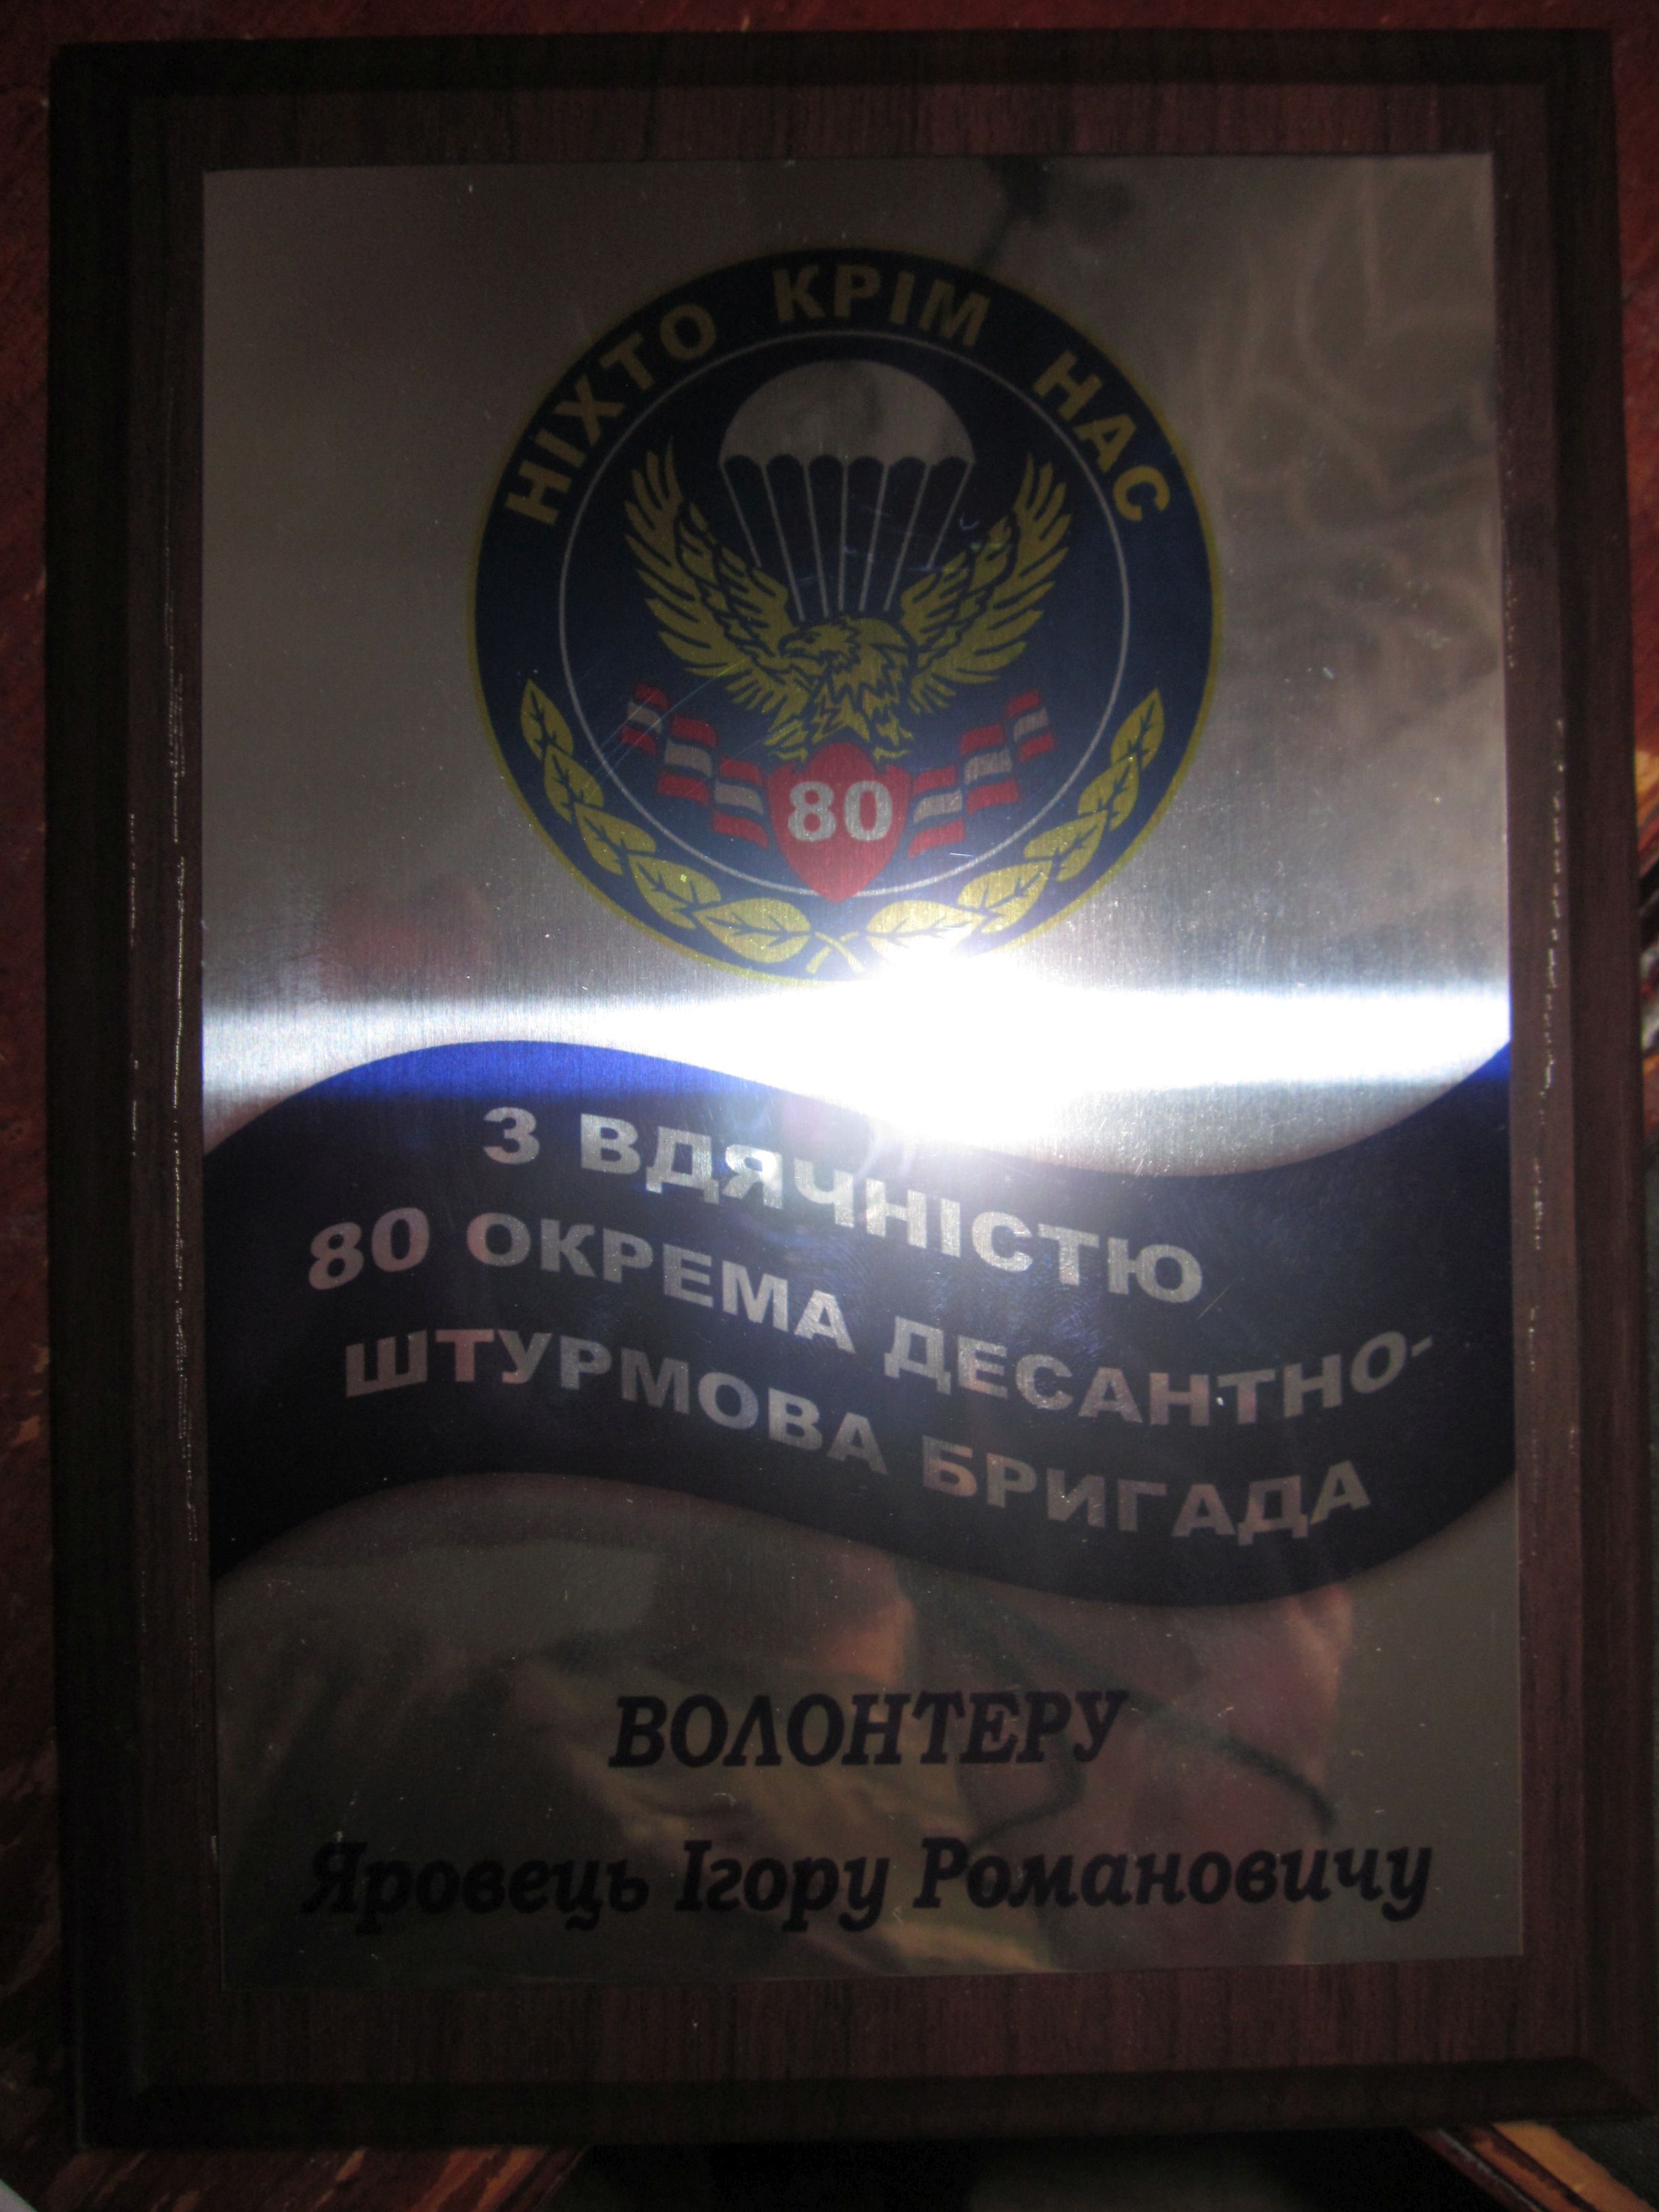 НІХТО КРІМ НАС
80
З ВДЯЧНІСТЮ
80 ОКРЕМА ДЕСАНТНО-
ШТУРМОВА БРИГАДА
ВОЛОНТЕРУ
Яровець Ігору Романовичу